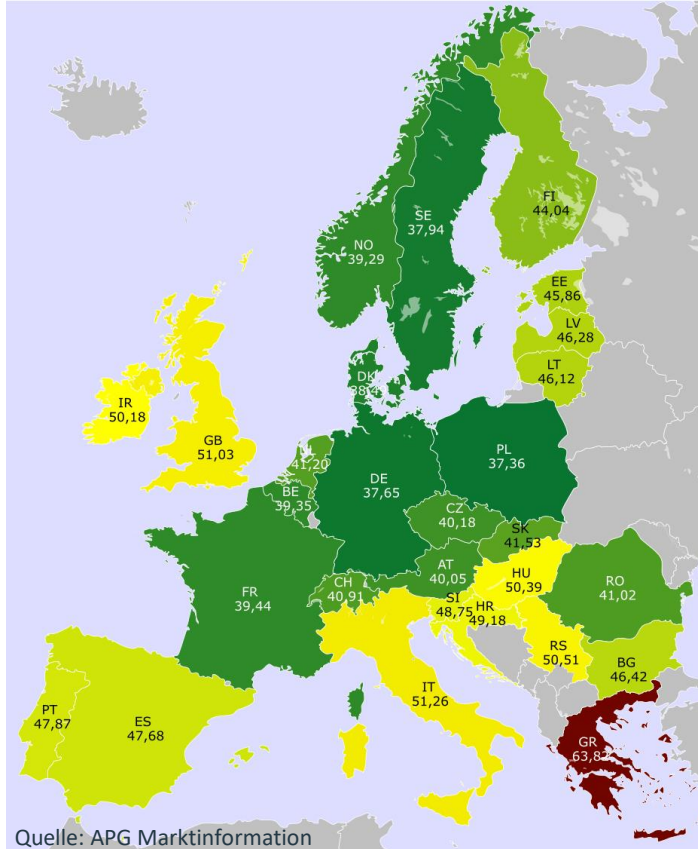 FI
44,04
SE
37,94
NO
39,29
EE
45,86
LV
46,28
LT
46,12
DK
IR
50,18
GB
51,03
41,20
BE
39,35
DE
37,65
PL
37,36
CZ
40,18
SK
41,53
AT
40,05
HU
50,39
FR
39,44
CH
40,91
SI
48,75
HR
49,18
RO
41,02
RS
50,51
BG
46,42
IT
51,26
PT
47,87
ES
47,68
GR
63,82
Quelle: APG Marktinformation